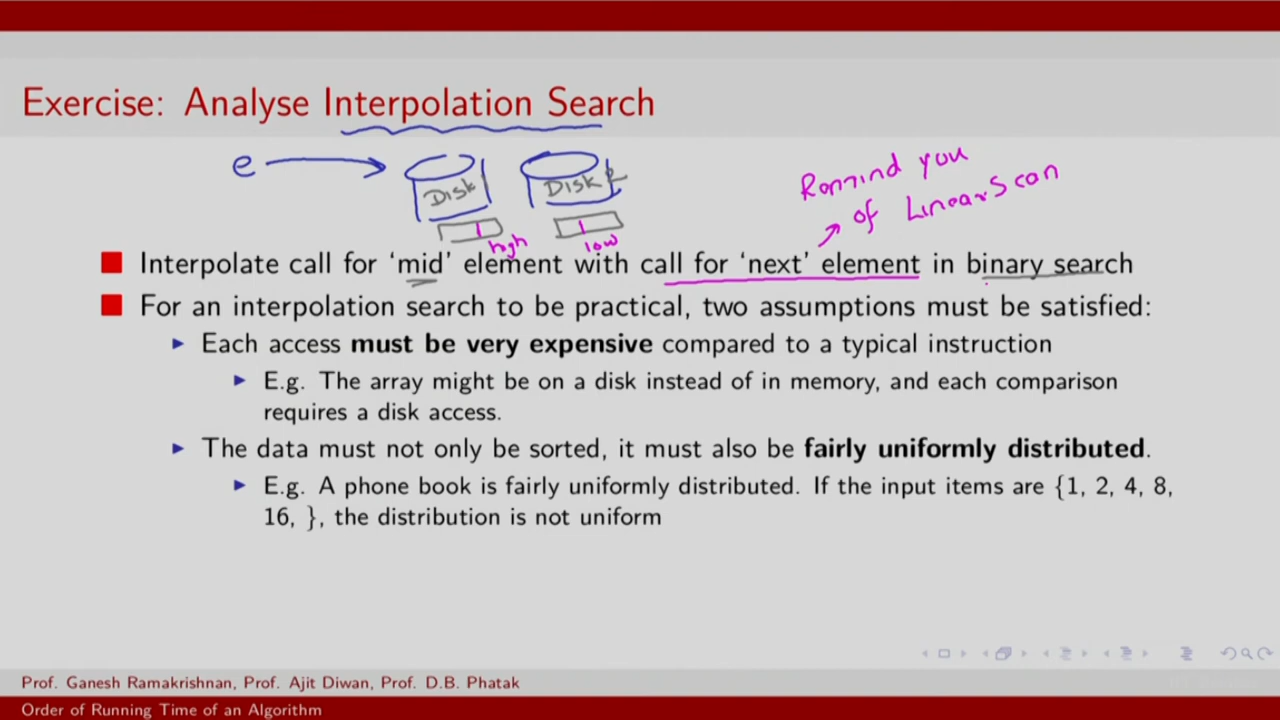 Exercise: Analyse Interpolation Search
e
Disk
Disk 2
Remind you
of Linear Scan
high
low
Interpolate call for ‘mid’ element with call for ‘next’ element in binary search
For an interpolation search to be practical, two assumptions must be satisfied:
Each access must be very expensive compared to a typical instruction
E.g. The array might be on a disk instead of in memory, and each comparison
requires a disk access.
The data must not only be sorted, it must also be fairly uniformly distributed.
E.g. A phone book is fairly uniformly distributed. If the input items are {1, 2, 4, 8,
16, }, the distribution is not uniform
Prof. Ganesh Ramakrishnan, Prof. Ajit Diwan, Prof. D.B. Phatak
Order of Running Time of an Algorithm